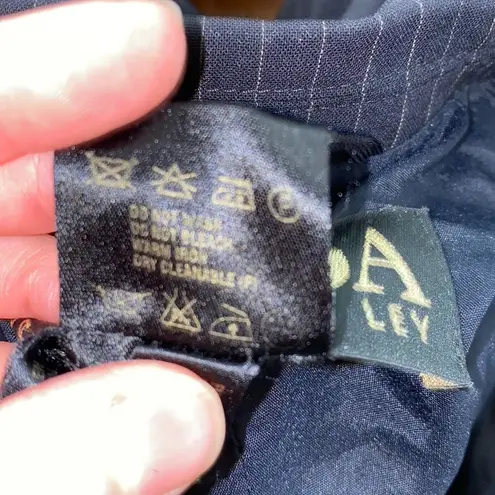 DO NOT WASH
DO NOT BLEACH
WARM IRON
DRY CLEANABLE (P)
A
LEY